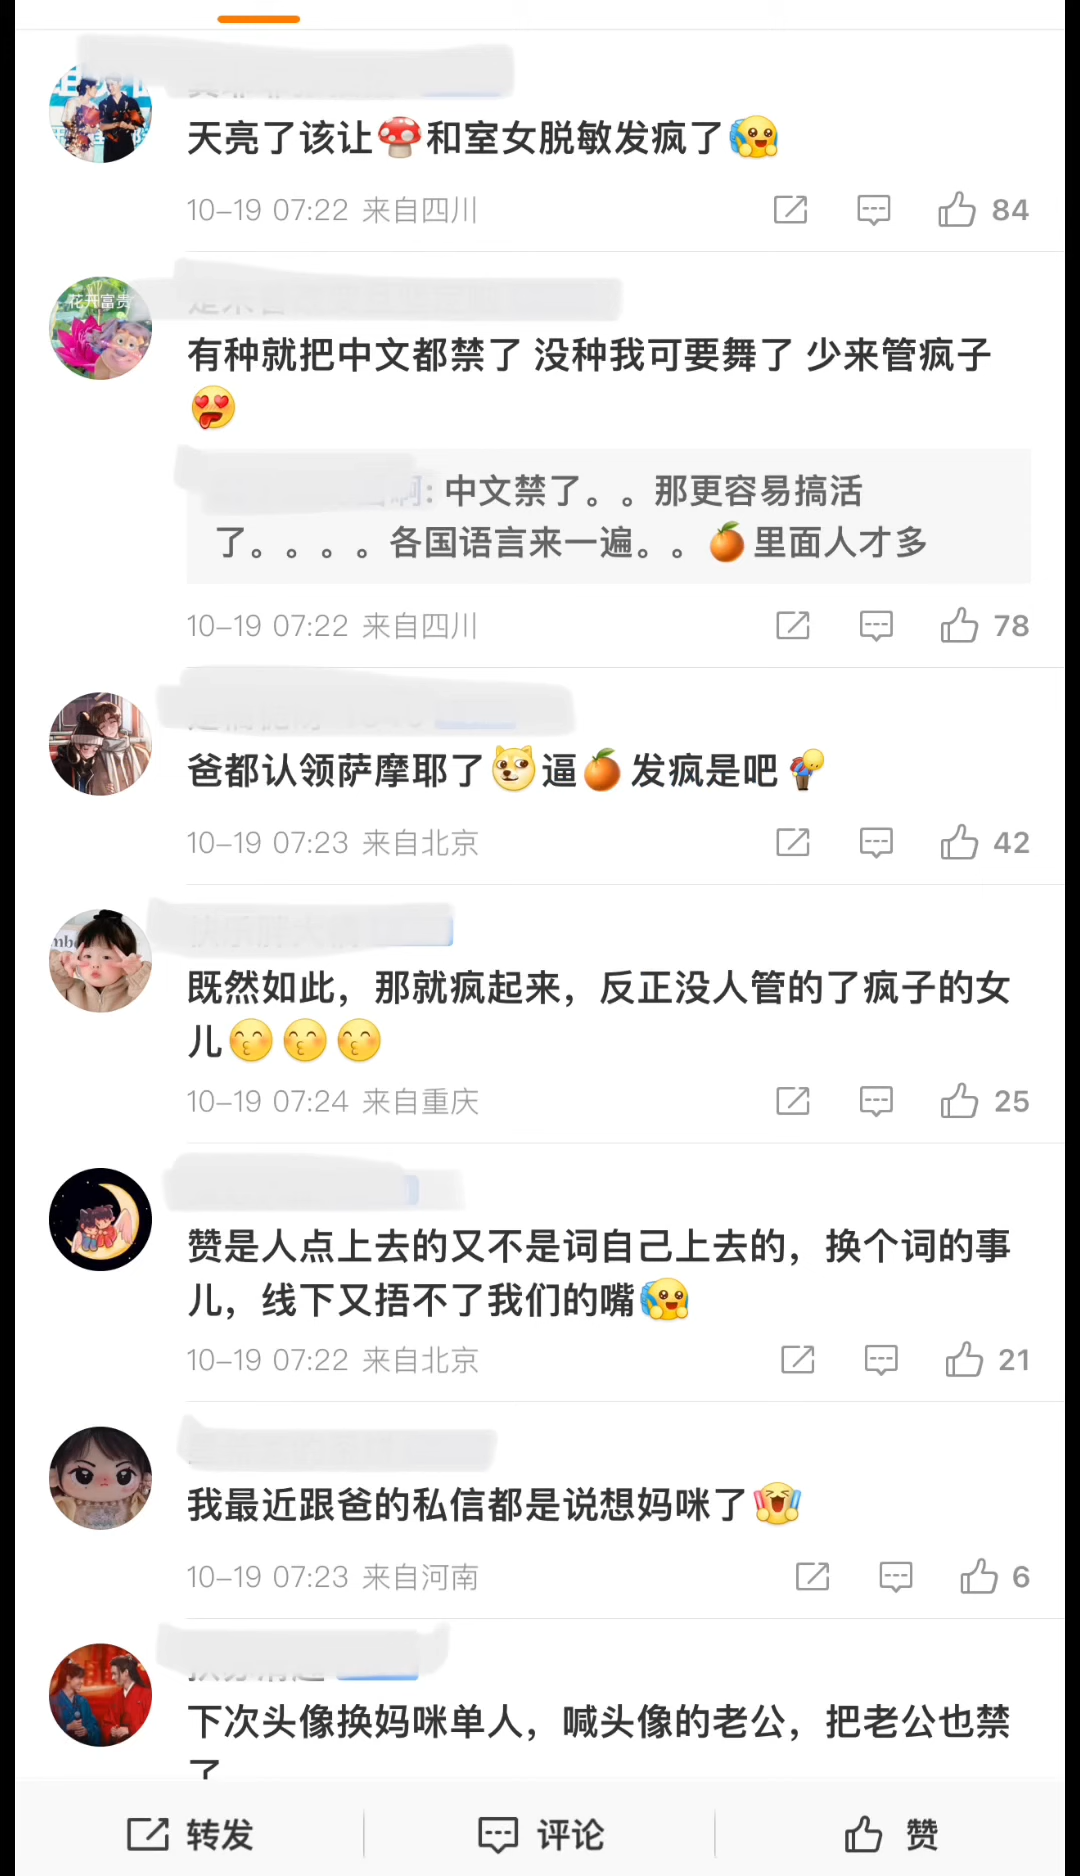 天亮了该让🍄和室女脱敏发疯了🤗
10-19 07:22 来自四川
84
花开富贵
有种就把中文都禁了 没种我可要舞了 少来管疯子
😍
啊: 中文禁了。。那更容易搞活
了。。。。各国语言来一遍。。🍊里面人才多
10-19 07:22 来自四川
78
爸都认领萨摩耶了 逼🍊发疯是吧
10-19 07:23 来自北京
42
既然如此，那就疯起来，反正没人管的了疯子的女
儿😙😙😙
10-19 07:24 来自重庆
25
赞是人点上去的又不是词自己上去的，换个词的事
儿，线下又捂不了我们的嘴🤗
10-19 07:22 来自北京
21
我最近跟爸的私信都是说想妈咪了
10-19 07:23 来自河南
6
下次头像换妈咪单人，喊头像的老公，把老公也禁
了
转发
评论
赞